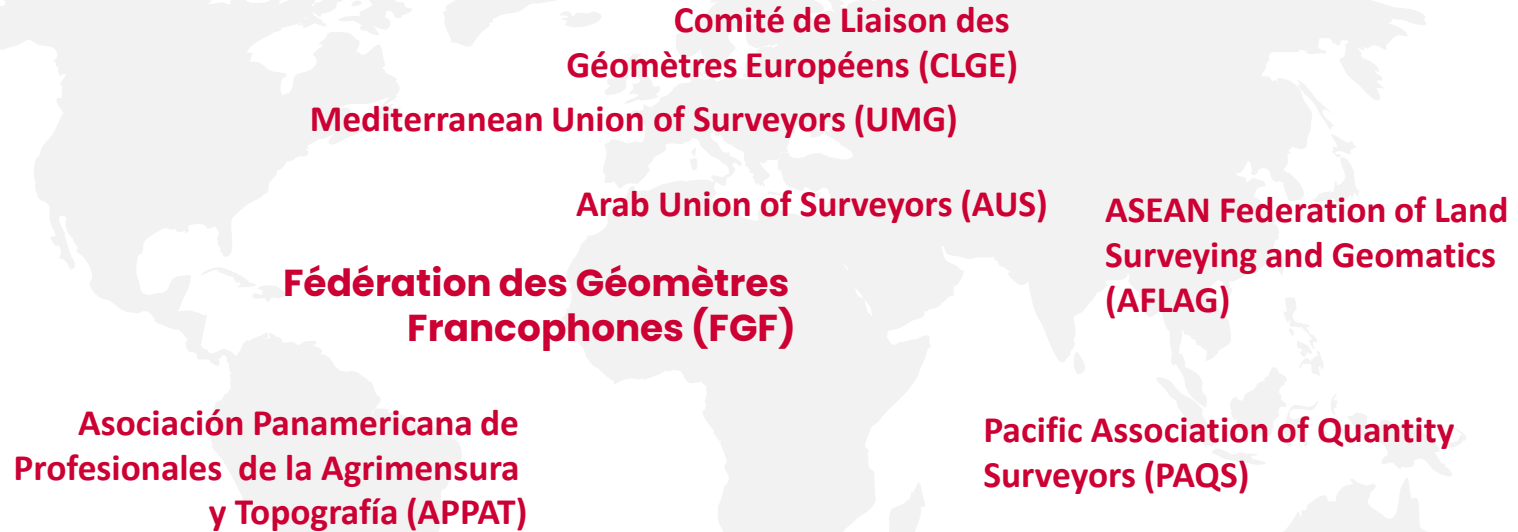 Comité de Liaison des
Géomètres Européens (CLGE)
Mediterranean Union of Surveyors (UMG)
Arab Union of Surveyors (AUS)
ASEAN Federation of Land
Surveying and Geomatics
(AFLAG)
Fédération des Géomètres
Francophones (FGF)
Asociación Panamericana de
Profesionales de la Agrimensura
y Topografía (APPAT)
Pacific Association of Quantity
Surveyors (PAQS)